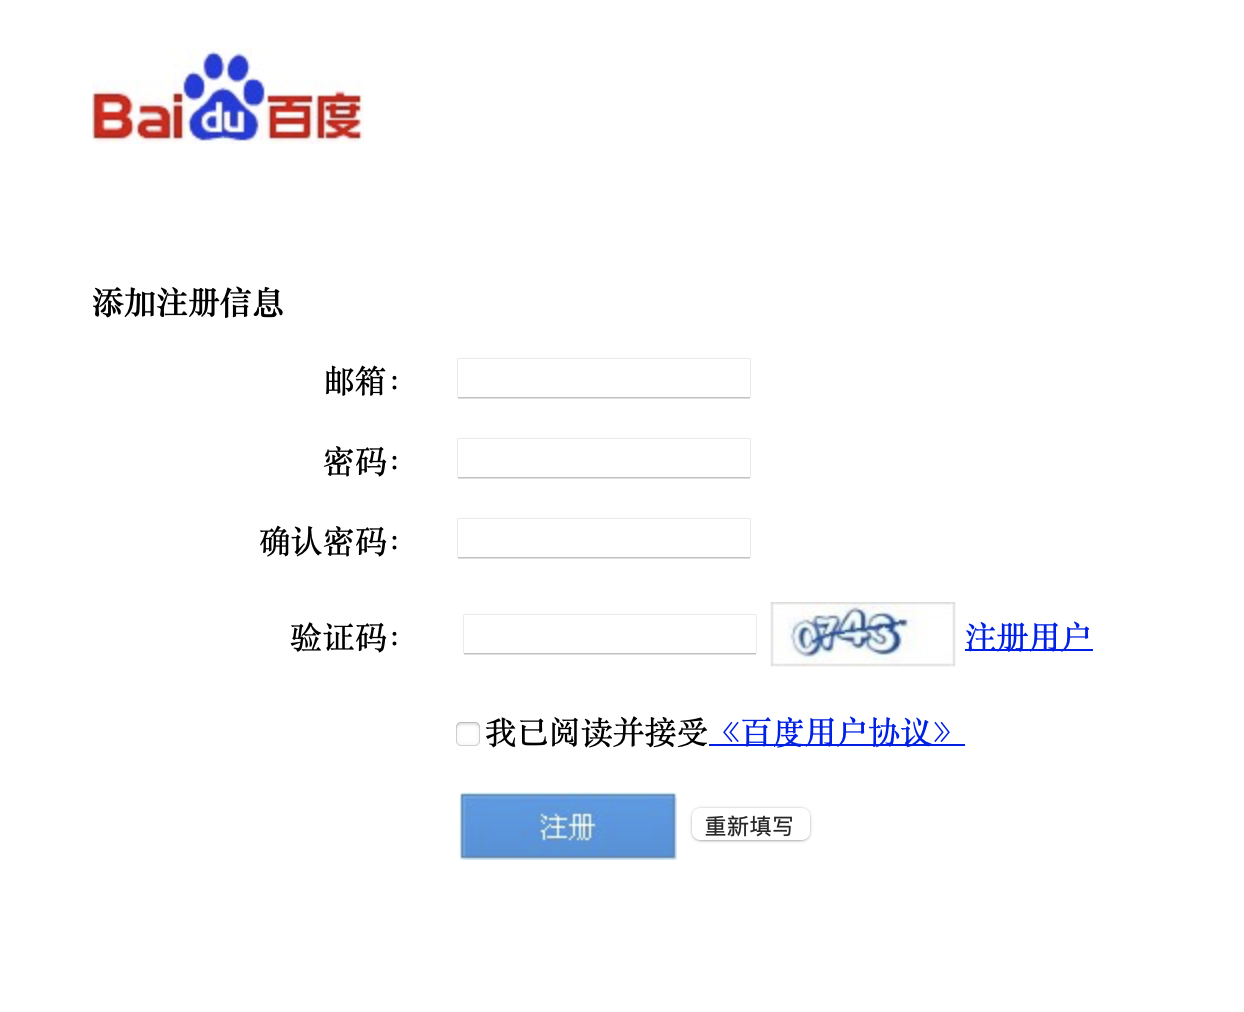 Bai du 百度
添加注册信息
邮箱：
密码：
确认密码：
验证码： 0743 注册用户
我已阅读并接受《百度用户协议》
注册 重新填写